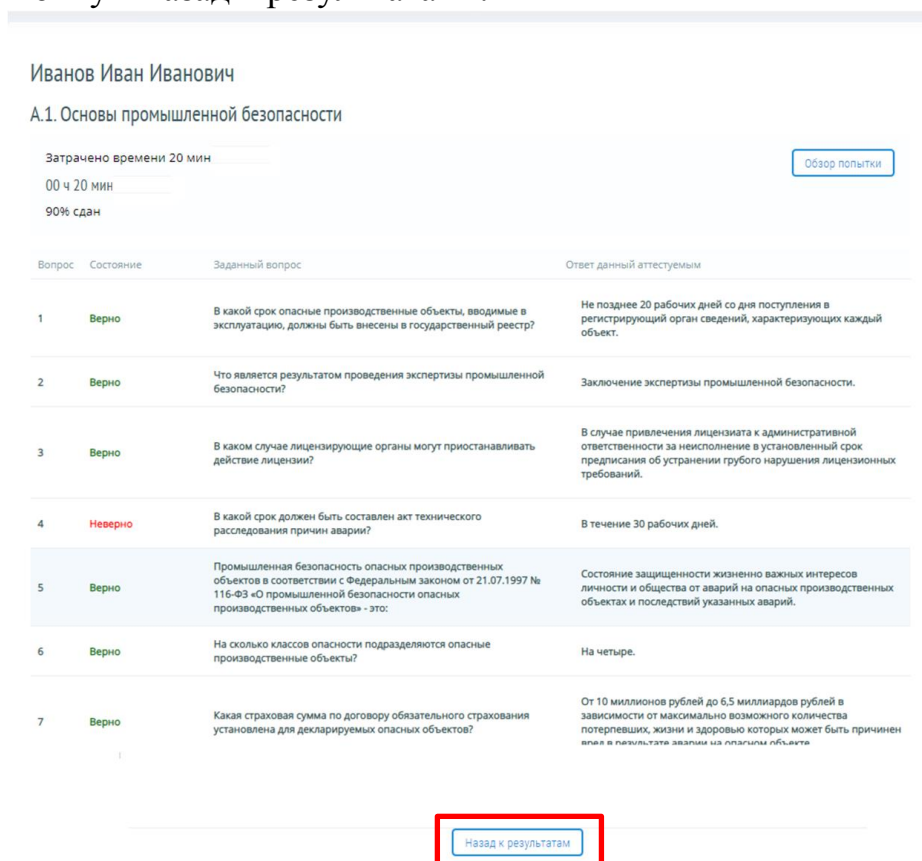 Иванов Иван Иванович
А.1. Основы промышленной безопасности
Затрачено времени 20 мин
Обзор попытки
00 ч 20 мин
90% сдан
Вопрос Состояние Заданный вопрос Ответ данный аттестуемым
1 Верно
В какой срок опасные производственные объекты, вводимые в
эксплуатацию, должны быть внесены в государственный реестр?
Не позднее 20 рабочих дней со дня поступления в
регистрирующий орган сведений, характеризующих каждый
объект.
2 Верно
Что является результатом проведения экспертизы промышленной
безопасности?
Заключение экспертизы промышленной безопасности.
3 Верно
В каком случае лицензирующие органы могут приостанавливать
действие лицензии?
В случае привлечения лицензиата к административной
ответственности за неисполнение в установленный срок
предписания об устранении грубого нарушения лицензионных
требований.
4 Неверно
В какой срок должен быть составлен акт технического
расследования причин аварии?
В течение 30 рабочих дней.
5 Верно
Промышленная безопасность опасных производственных
объектов в соответствии с Федеральным законом от 21.07.1997 №
116-ФЗ «О промышленной безопасности опасных
производственных объектов» - это:
Состояние защищенности жизненно важных интересов
личности и общества от аварий на опасных производственных
объектах и последствий указанных аварий.
6 Верно
На сколько классов опасности подразделяются опасные
производственные объекты?
На четыре.
7 Верно
Какая страховая сумма по договору обязательного страхования
установлена для декларируемых опасных объектов?
От 10 миллионов рублей до 6,5 миллиардов рублей в
зависимости от максимально возможного количества
потерпевших, жизни и здоровью которых может быть причинен
вред в результате аварии на опасном объекте
Назад к результатам